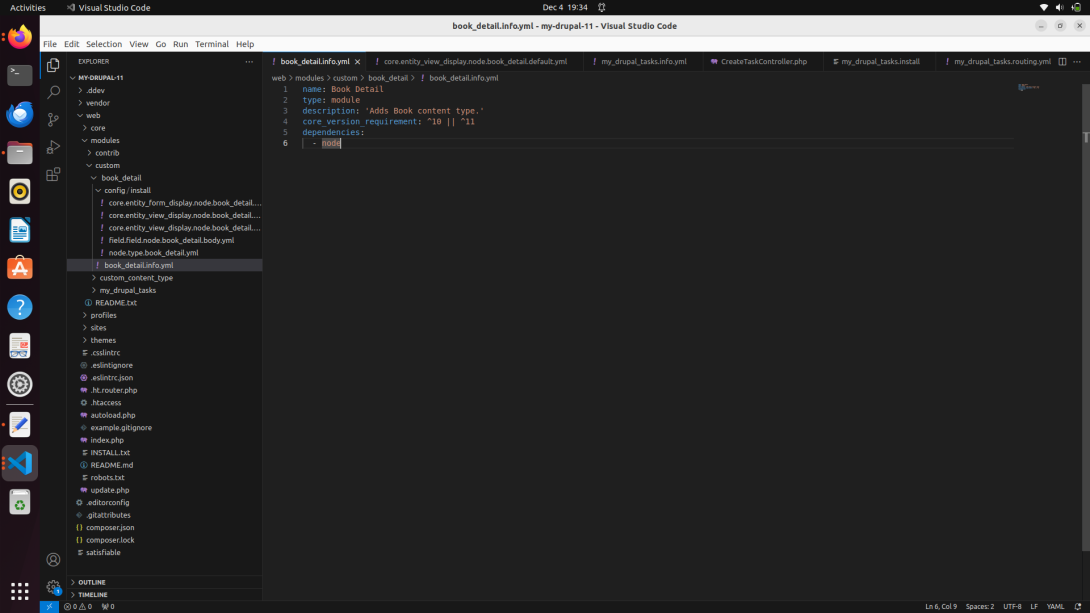 Activities
Visual Studio Code
Dec 4 19:34
book_detail.info.yml - my-drupal-11 - Visual Studio Code
File Edit Selection View Go Run Terminal Help
EXPLORER
MY-DRUPAL-11
.ddev
vendor
web
core
modules
contrib
custom
book_detail
config / install
core.entity_form_display.node.book_detail....
core.entity_view_display.node.book_detail....
core.entity_view_display.node.book_detail....
field.field.node.book_detail.body.yml
node.type.book_detail.yml
book_detail.info.yml
custom_content_type
my_drupal_tasks
README.txt
profiles
sites
themes
.csslintrc
.eslintignore
.eslintrc.json
.ht.router.php
.htaccess
autoload.php
example.gitignore
index.php
INSTALL.txt
README.md
robots.txt
update.php
.editorconfig
.gitattributes
composer.json
composer.lock
satisfiable
OUTLINE
TIMELINE
book_detail.info.yml
core.entity_view_display.node.book_detail.default.yml
my_drupal_tasks.info.yml
CreateTaskController.php
my_drupal_tasks.install
my_drupal_tasks.routing.yml
web > modules > custom > book_detail > ! book_detail.info.yml
1 name: Book Detail
2 type: module
3 description: 'Adds Book content type.'
4 core_version_requirement: ^10 || ^11
5 dependencies:
6 - node
0 0 0
Ln 6, Col 9 Spaces: 2 UTF-8 LF YAML